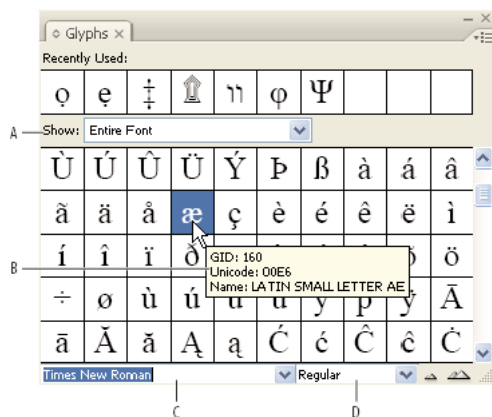 Glyphs ×
Recently Used:
ọ ẹ ‡ װ φ Ψ
A Show: Entire Font
Ù Ú Û Ü Ý Þ ß à á â
ã ä å æ ç è é ê ë ì
í î ï ð ö
B GID: 160
Unicode: 00E6
Name: LATIN SMALL LETTER AE
÷ ø ù ú û ü ý þ ÿ Ā
ā Ă ă Ą ą Ć ć Ĉ ĉ Ċ
Times New Roman Regular
C D